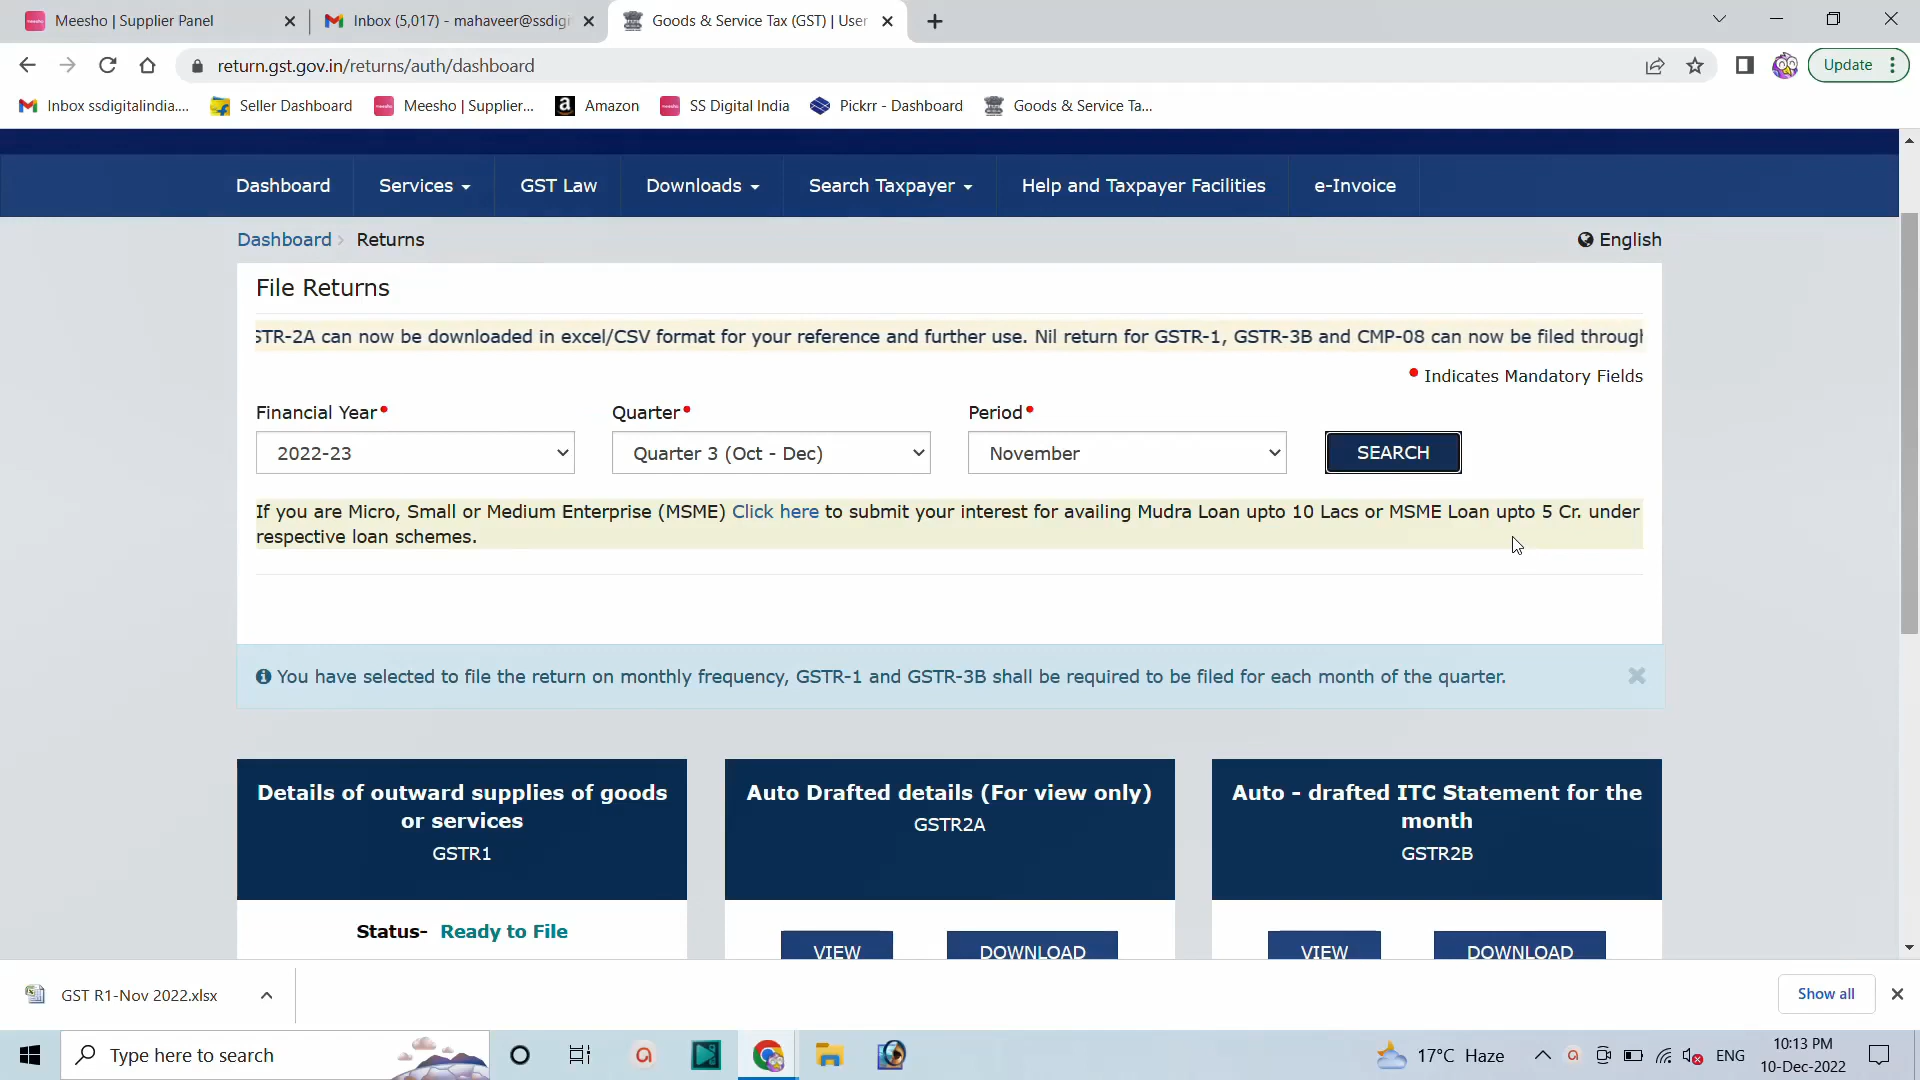 Meesho | Supplier Panel
Inbox (5,017) - mahaveer@ssdigi
Goods & Service Tax (GST) | User
return.gst.gov.in/returns/auth/dashboard
Update
Inbox ssdigitalindia....
Seller Dashboard
Meesho | Supplier...
Amazon
SS Digital India
Pickrr - Dashboard
Goods & Service Ta...
Dashboard
Services
GST Law
Downloads
Search Taxpayer
Help and Taxpayer Facilities
e-Invoice
Dashboard
Returns
English
File Returns
STR-2A can now be downloaded in excel/CSV format for your reference and further use. Nil return for GSTR-1, GSTR-3B and CMP-08 can now be filed through
• Indicates Mandatory Fields
Financial Year•
Quarter•
Period•
2022-23
Quarter 3 (Oct - Dec)
November
SEARCH
If you are Micro, Small or Medium Enterprise (MSME) Click here to submit your interest for availing Mudra Loan upto 10 Lacs or MSME Loan upto 5 Cr. under
respective loan schemes.
You have selected to file the return on monthly frequency, GSTR-1 and GSTR-3B shall be required to be filed for each month of the quarter.
Details of outward supplies of goods
or services
GSTR1
Auto Drafted details (For view only)
GSTR2A
Auto - drafted ITC Statement for the
month
GSTR2B
Status- Ready to File
VIEW
DOWNLOAD
VIEW
DOWNLOAD
GST R1-Nov 2022.xlsx
Show all
Type here to search
17°C Haze
ENG
10:13 PM
10-Dec-2022